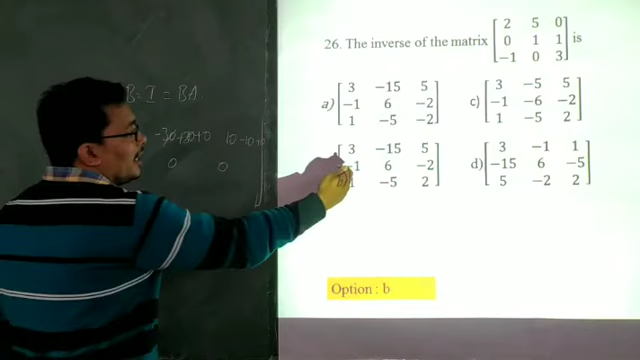 B = I = BA
-30+30+0 10-10+0
0 0
26. The inverse of the matrix [2 5 0
0 1 1
-1 0 3] is
a) [3 -15 5
-1 6 -2
1 -5 -2]
c) [3 -5 5
-1 -6 -2
1 -5 2]
b) [3 -15 5
-1 6 -2
1 -5 2]
d) [3 -1 1
-15 6 -5
5 -2 2]
Option : b